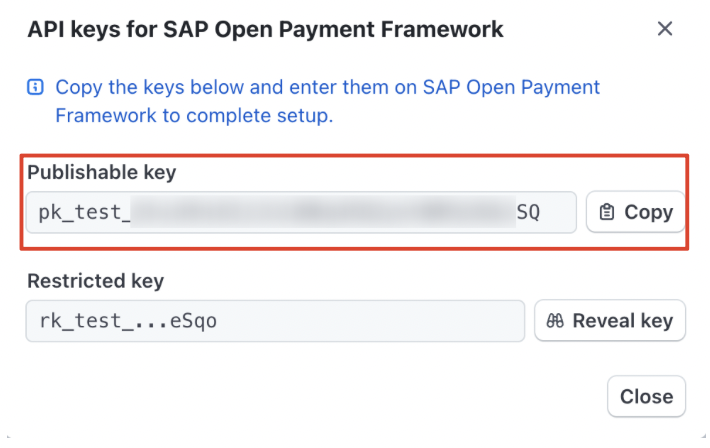 API keys for SAP Open Payment Framework
Copy the keys below and enter them on SAP Open Payment
Framework to complete setup.
Publishable key
pk_test_ SQ
Copy
Restricted key
rk_test_...eSqo
Reveal key
Close